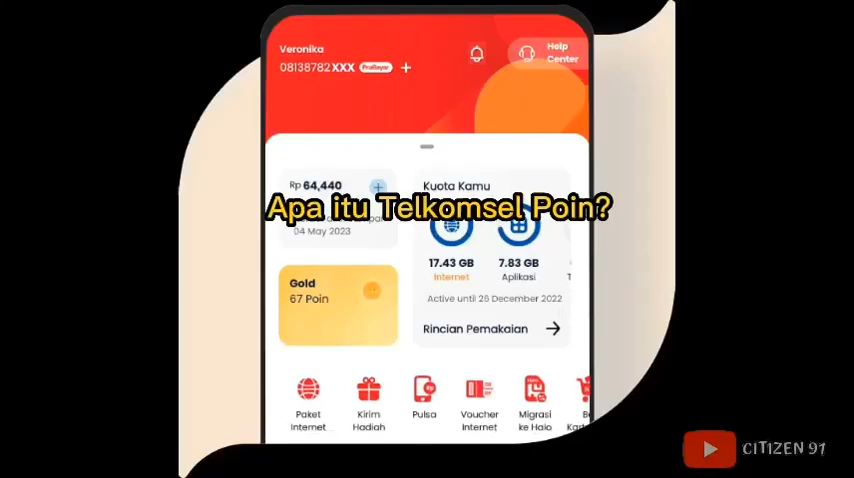 Veronika
08138782XXX PraBayar +
Help
Center
Rp 64,440
Kuota Kamu
Apa itu Telkomsel Poin?
04 May 2023
17.43 GB
Internet
7.83 GB
Aplikasi
Active until 26 December 2022
Gold
67 Poin
Rincian Pemakaian
Paket
Internet
Kirim
Hadiah
Pulsa
Voucher
Internet
Migrasi
ke Halo
CITIZEN 91